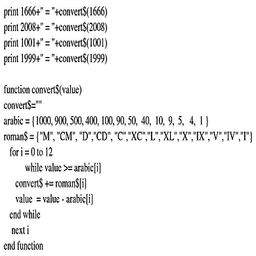 print 1666+" = "+convert$(1666)
print 2008+" = "+convert$(2008)
print 1001+" = "+convert$(1001)
print 1999+" = "+convert$(1999)
function convert$(value)
convert$=""
arabic = {1000, 900, 500, 400, 100, 90, 50, 40, 10, 9, 5, 4, 1 }
roman$ = {"M", "CM", "D","CD", "C","XC","L","XL","X","IX","V","IV","I"}
for i = 0 to 12
while value >= arabic[i]
convert$ += roman$[i]
value = value - arabic[i]
end while
next i
end function